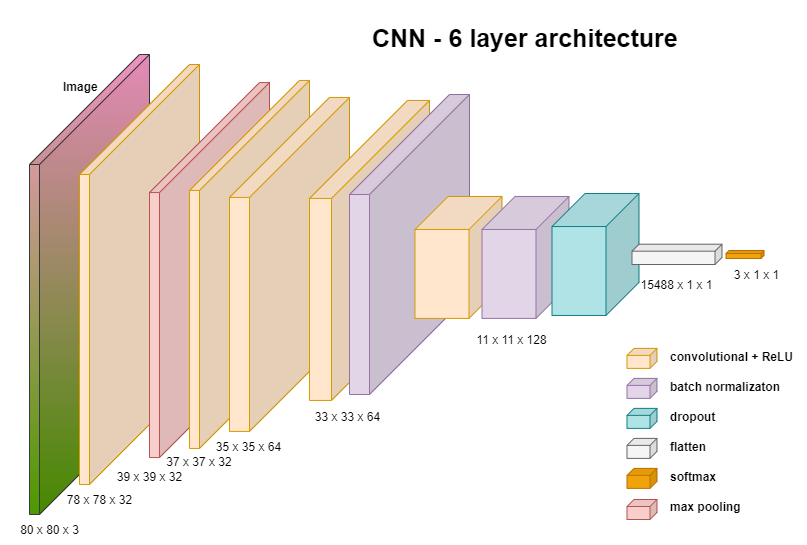 CNN - 6 layer architecture
Image
15488 x 1 x 1
3 x 1 x 1
11 x 11 x 128
33 x 33 x 64
35 x 35 x 64
37 x 37 x 32
39 x 39 x 32
78 x 78 x 32
80 x 80 x 3
convolutional + ReLU
batch normalizaton
dropout
flatten
softmax
max pooling